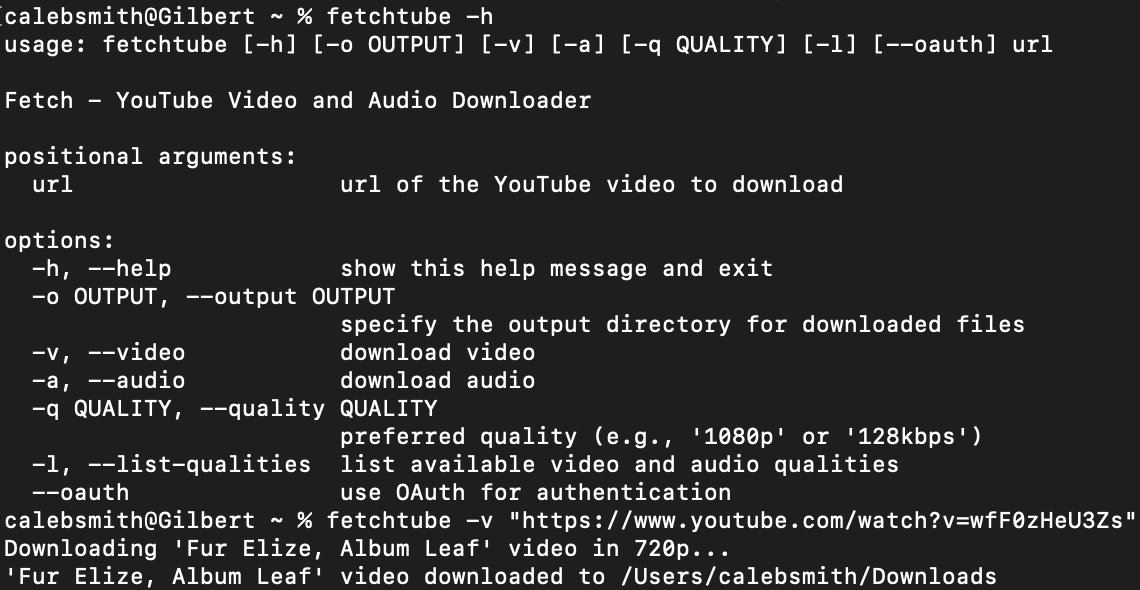 calebsmith@Gilbert ~ % fetchtube -h
usage: fetchtube [-h] [-o OUTPUT] [-v] [-a] [-q QUALITY] [-l] [--oauth] url

Fetch - YouTube Video and Audio Downloader

positional arguments:
  url                   url of the YouTube video to download

options:
  -h, --help            show this help message and exit
  -o OUTPUT, --output OUTPUT
                        specify the output directory for downloaded files
  -v, --video           download video
  -a, --audio           download audio
  -q QUALITY, --quality QUALITY
                        preferred quality (e.g., '1080p' or '128kbps')
  -l, --list-qualities  list available video and audio qualities
  --oauth               use OAuth for authentication
calebsmith@Gilbert ~ % fetchtube -v "https://www.youtube.com/watch?v=wfF0zHeU3Zs"
Downloading 'Fur Elize, Album Leaf' video in 720p...
'Fur Elize, Album Leaf' video downloaded to /Users/calebsmith/Downloads